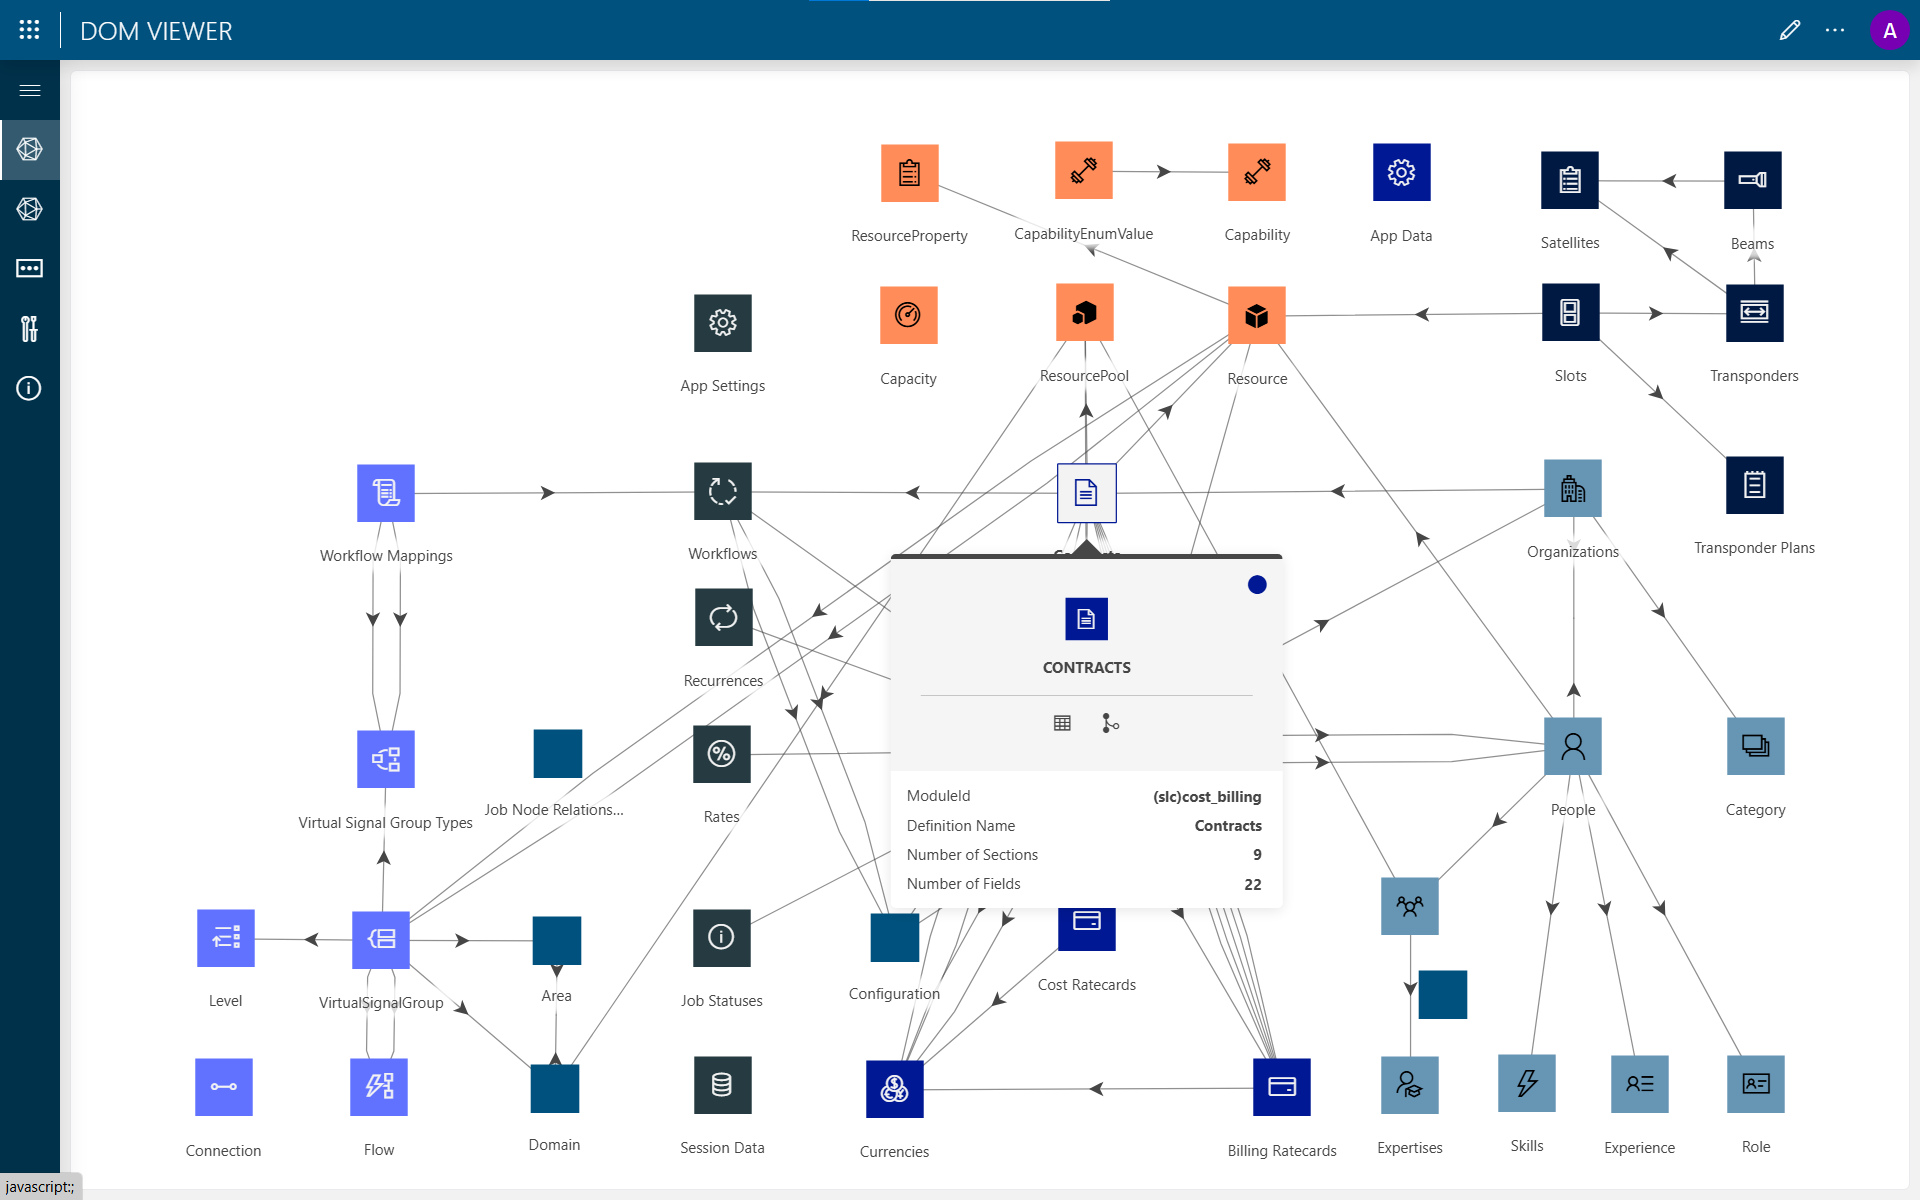 DOM VIEWER
A
ResourceProperty
CapabilityEnumValue
Capability
App Data
Satellites
Beams
App Settings
Capacity
ResourcePool
Resource
Slots
Transponders
Workflow Mappings
Workflows
Organizations
Transponder Plans
Recurrences
CONTRACTS
Virtual Signal Group Types
Job Node Relations...
Rates
People
Category
ModuleId (slc)cost_billing
Definition Name Contracts
Number of Sections 9
Number of Fields 22
Level
VirtualSignalGroup
Area
Job Statuses
Configuration
Cost Ratecards
Connection
Flow
Domain
Session Data
Currencies
Billing Ratecards
Expertises
Skills
Experience
Role
javascript:;